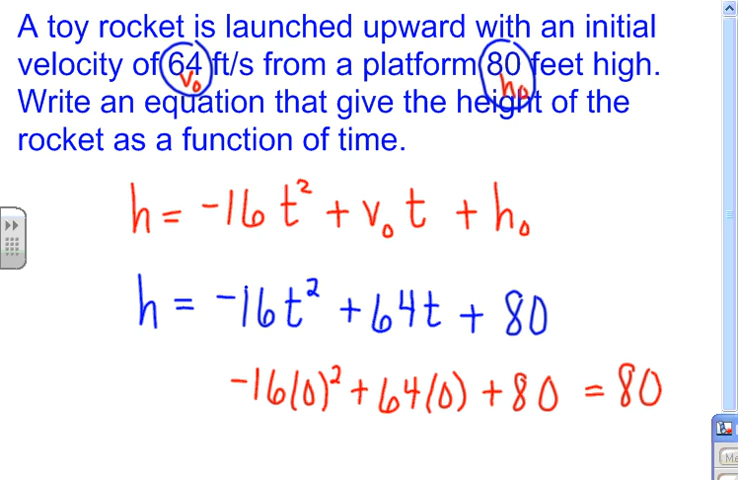 A toy rocket is launched upward with an initial
velocity of 64 ft/s from a platform 80 feet high.
v₀ h₀
Write an equation that give the height of the
rocket as a function of time.
h = -16t² + v₀t + h₀
h = -16t² + 64t + 80
-16(0)² + 64(0) + 80 = 80